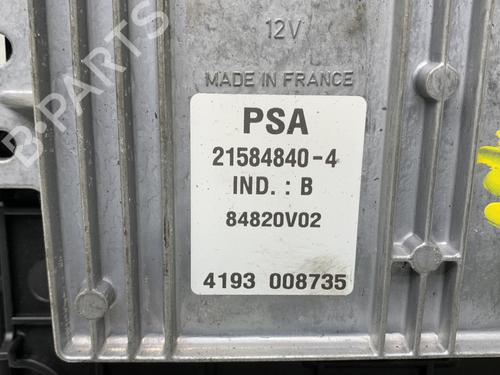 B-PARTS
12V
MADE IN FRANCE
PSA
21584840-4
IND. : B
84820V02
4193 008735